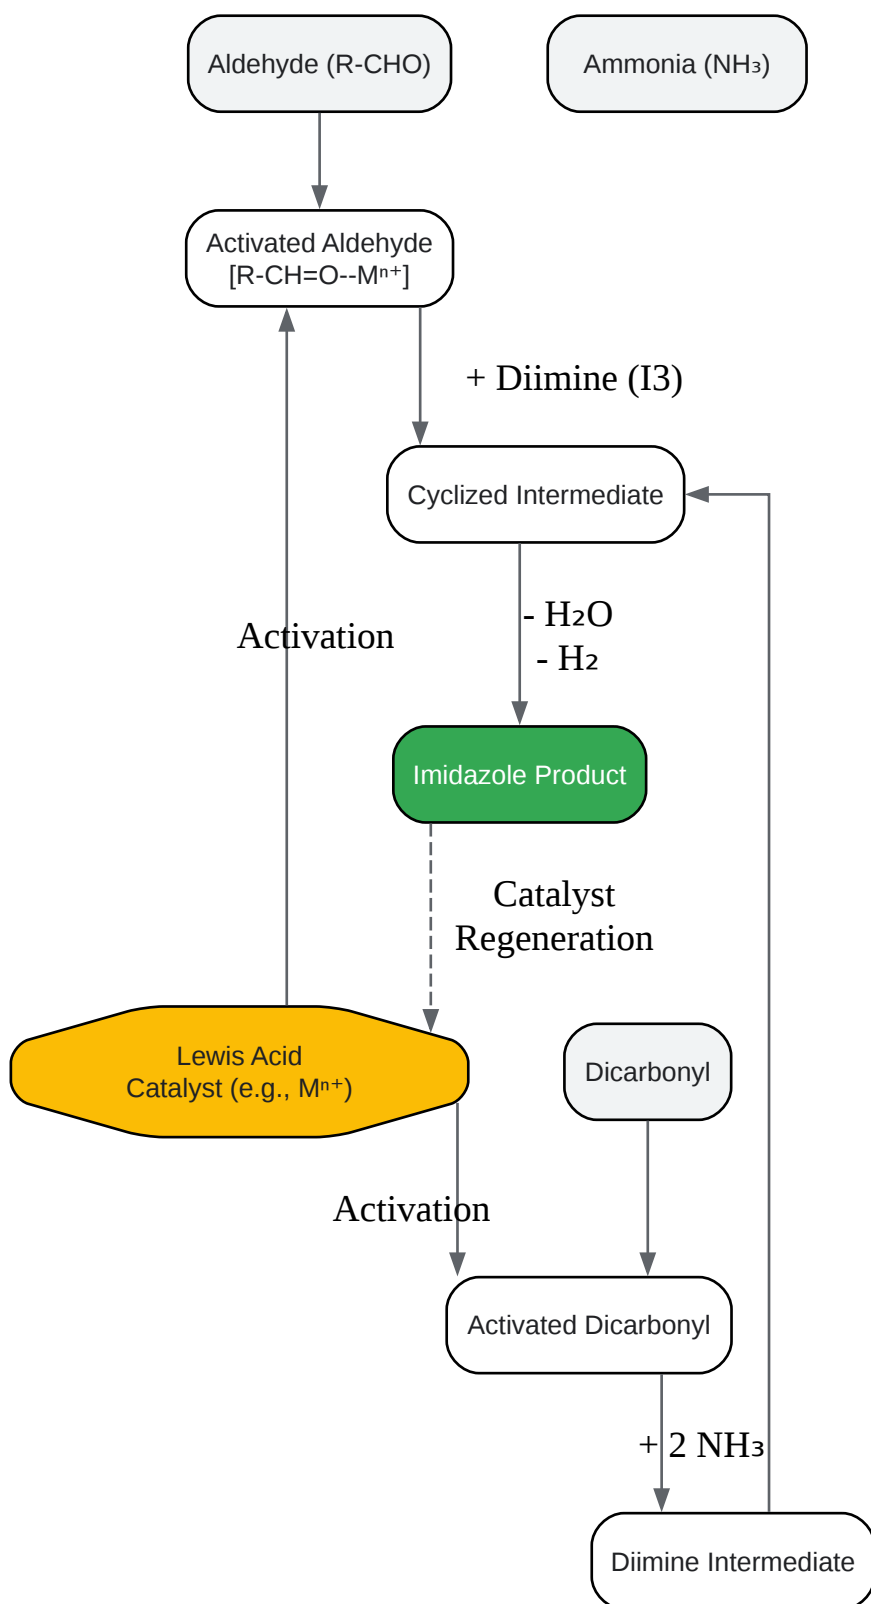 Aldehyde (R-CHO)
Ammonia (NH₃)
Activated Aldehyde
[R-CH=O--Mⁿ⁺]
+ Diimine (I3)
Cyclized Intermediate
- H₂O
- H₂
Activation
Imidazole Product
Catalyst
Regeneration
Lewis Acid
Catalyst (e.g., Mⁿ⁺)
Dicarbonyl
Activation
Activated Dicarbonyl
+ 2 NH₃
Diimine Intermediate